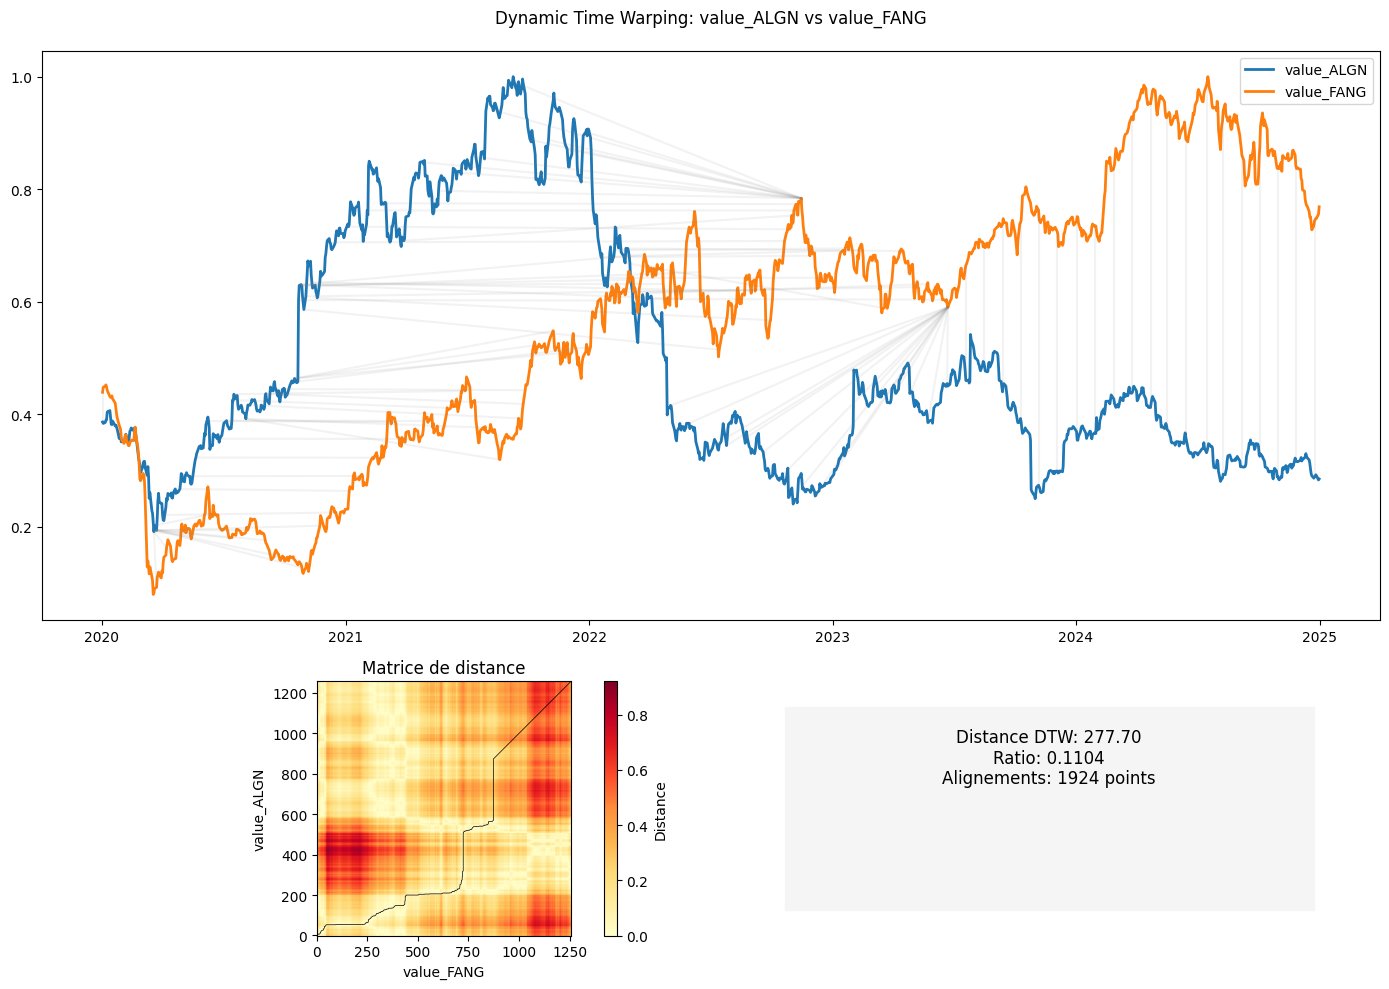 Dynamic Time Warping: value_ALGN vs value_FANG
1.0
0.8
0.6
0.4
0.2
value_ALGN
value_FANG
2020 2021 2022 2023 2024 2025
Matrice de distance
1200
1000
800
600
400
200
0
value_ALGN
0 250 500 750 1000 1250
value_FANG
0.8
0.6
0.4
0.2
0.0
Distance
Distance DTW: 277.70
Ratio: 0.1104
Alignements: 1924 points